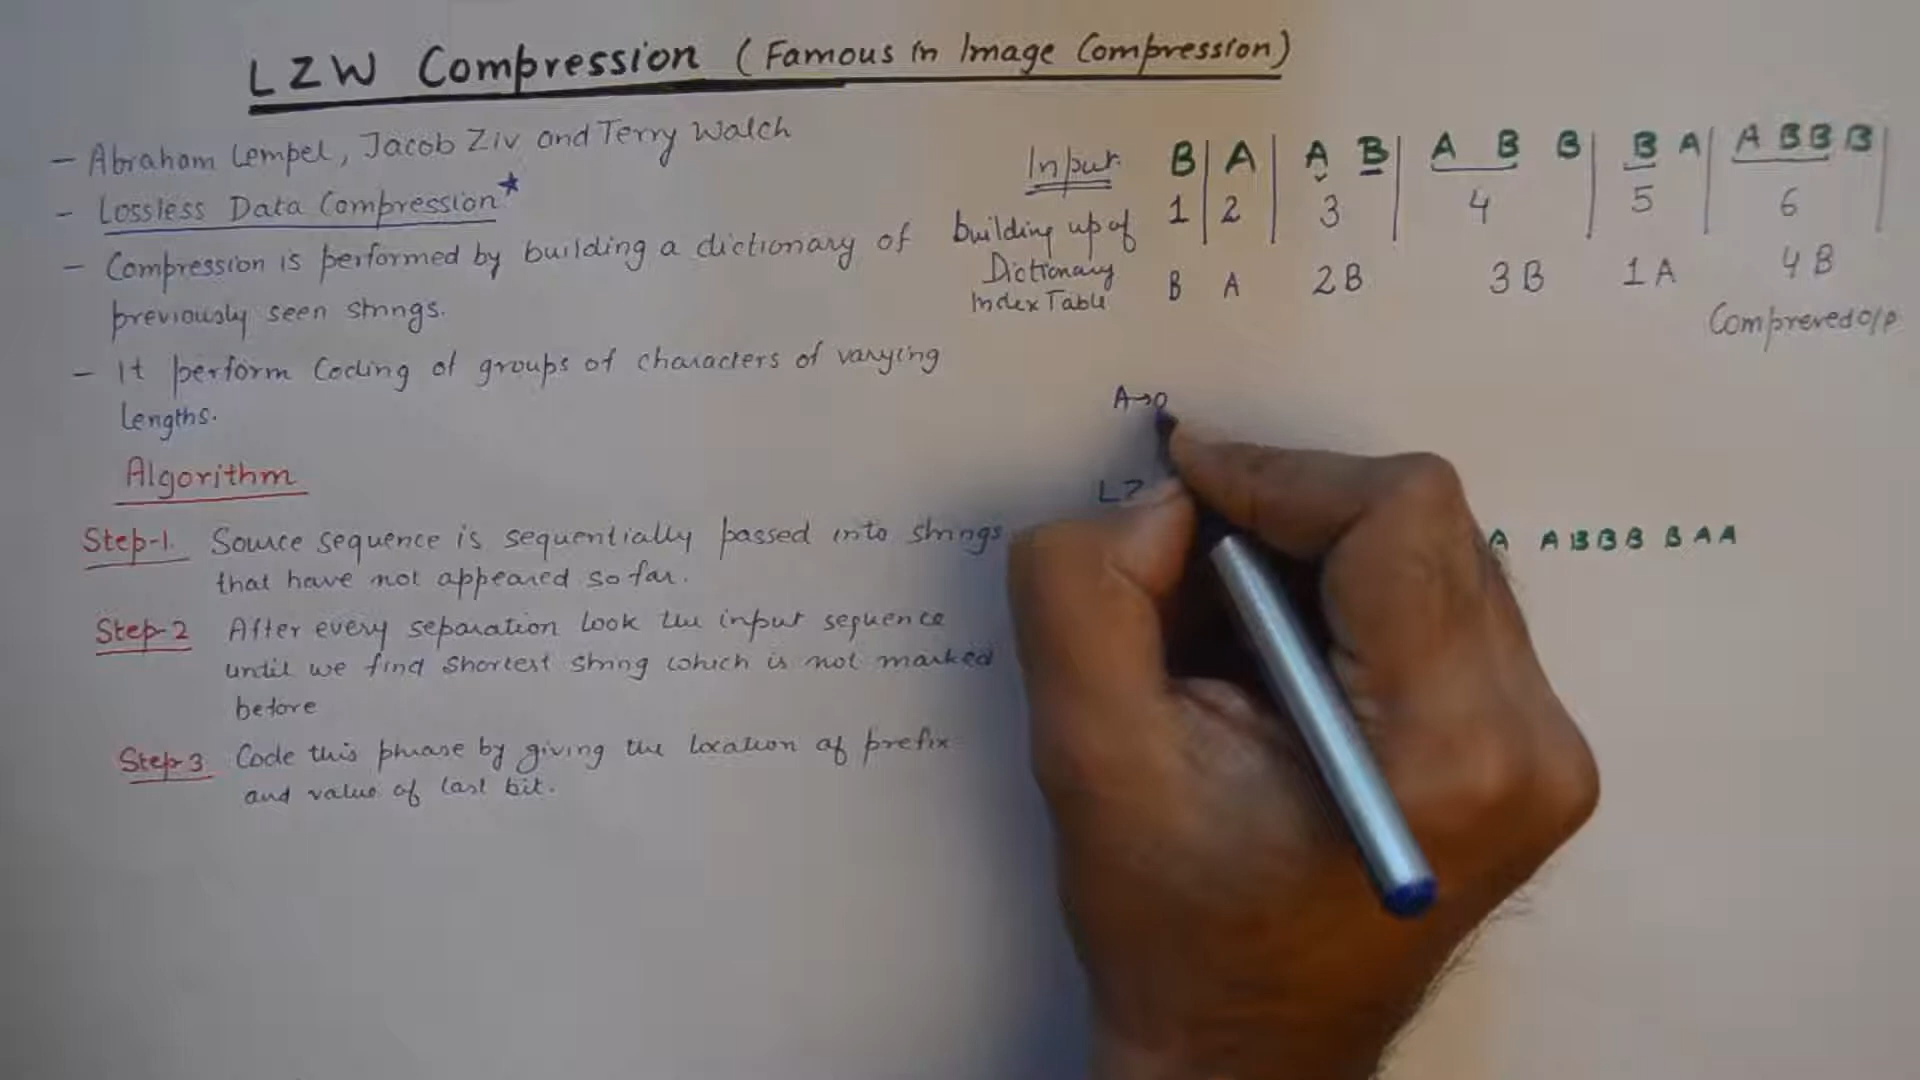 LZW Compression (Famous in Image Compression)
- Abraham Lempel, Jacob Ziv and Terry Walch
- Lossless Data Compression*
- Compression is performed by building a dictionary of
previously seen strings.
- It perform Coding of groups of characters of varying
lengths.
Algorithm
Step-1. Source sequence is sequentially passed into strings
that have not appeared so far.
Step-2 After every separation look the input sequence
until we find shortest string which is not marked
before
Step-3 Code this phrase by giving the location of prefix
and value of last bit.
Input B | A | A B | A B B | B A | A B B B |
building up of 1 | 2 | 3 | 4 | 5 | 6 |
Dictionary
Index Table B A 2B 3B 1A 4B
Compressed o/p
A→0
LZ
A A B B B B A A